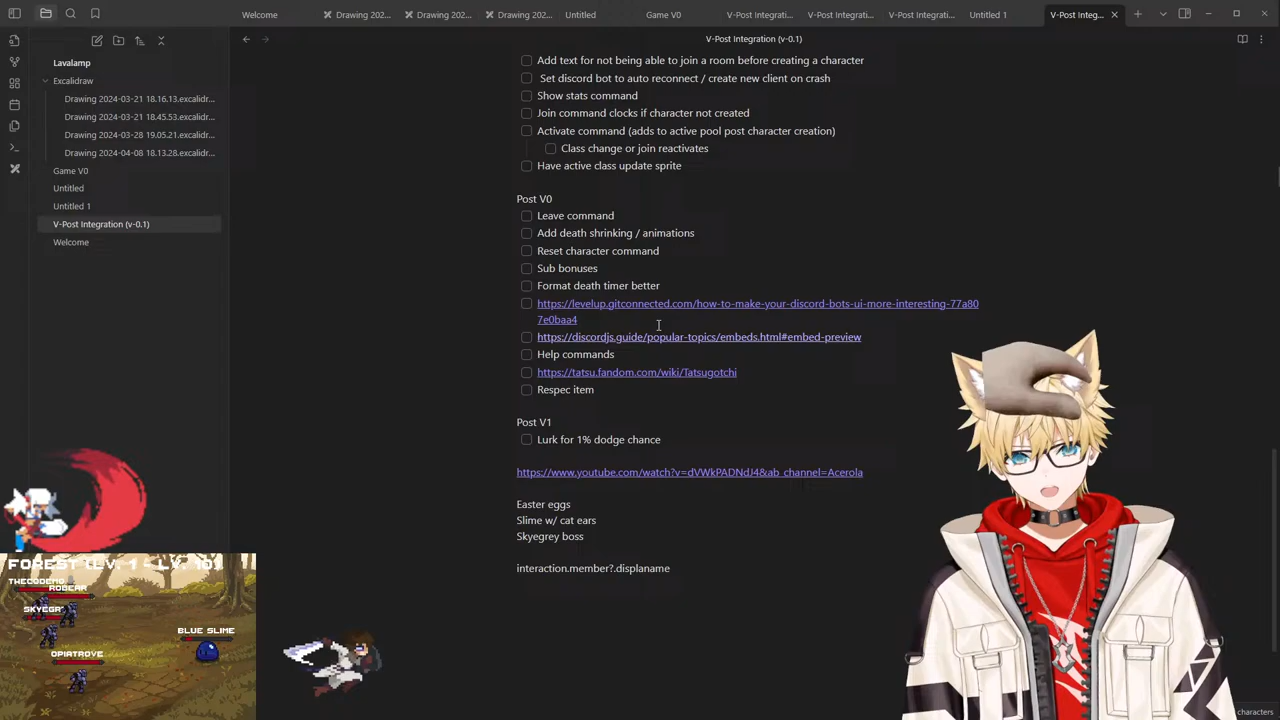 Welcome
Drawing 202...
Drawing 202...
Drawing 202...
Untitled
Game V0
V-Post Integrati...
V-Post Integrati...
V-Post Integrati...
Untitled 1
V-Post Integ...
V-Post Integration (v-0.1)
Lavalamp
Excalidraw
Drawing 2024-03-21 18.16.13.excalidr...
Drawing 2024-03-21 18.45.53.excalidr...
Drawing 2024-03-28 19.05.21.excalidr...
Drawing 2024-04-08 18.13.28.excalidr...
Game V0
Untitled
Untitled 1
V-Post Integration (v-0.1)
Welcome
Add text for not being able to join a room before creating a character
Set discord bot to auto reconnect / create new client on crash
Show stats command
Join command clocks if character not created
Activate command (adds to active pool post character creation)
Class change or join reactivates
Have active class update sprite
Post V0
Leave command
Add death shrinking / animations
Reset character command
Sub bonuses
Format death timer better
https://levelup.gitconnected.com/how-to-make-your-discord-bots-ui-more-interesting-77a80
7e0baa4
https://discordjs.guide/popular-topics/embeds.html#embed-preview
Help commands
https://tatsu.fandom.com/wiki/Tatsugotchi
Respec item
Post V1
Lurk for 1% dodge chance
https://www.youtube.com/watch?v=dVWkPADNdJ4&ab_channel=Acerola
Easter eggs
Slime w/ cat ears
Skyegrey boss
interaction.member?.displaname
FOREST (LV. 1 - LV. 10)
THECODEMO
ROBEAR
SKYEGR
BLUE SLIME
OPIATROVE
characters